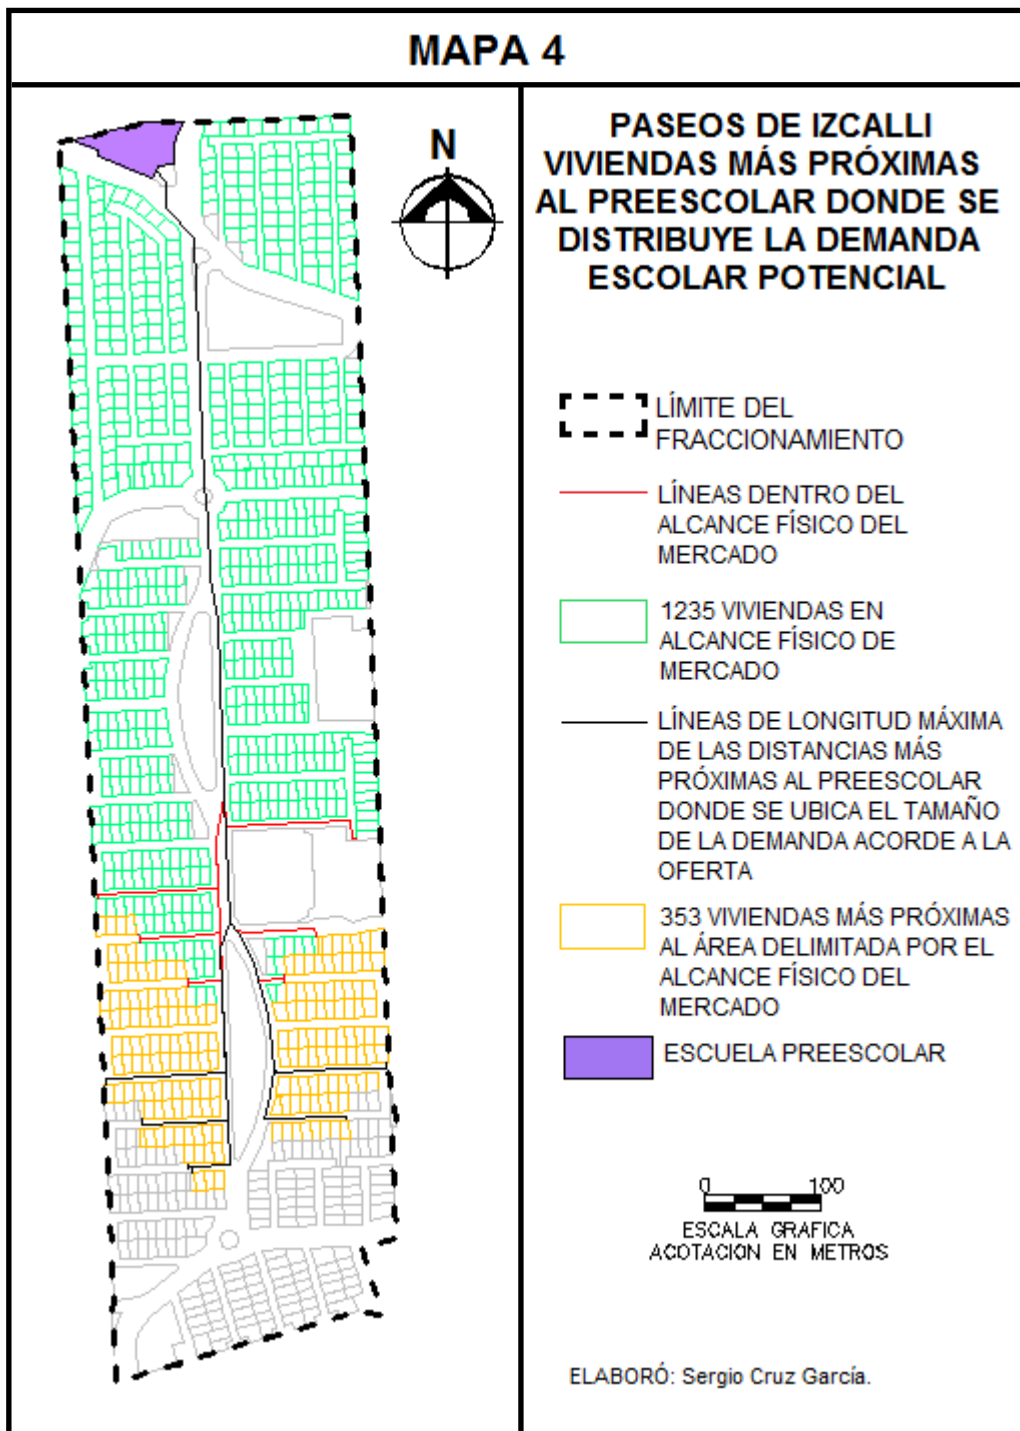 MAPA 4
N
PASEOS DE IZCALLI
VIVIENDAS MÁS PRÓXIMAS
AL PREESCOLAR DONDE SE
DISTRIBUYE LA DEMANDA
ESCOLAR POTENCIAL
LÍMITE DEL
FRACCIONAMIENTO
LÍNEAS DENTRO DEL
ALCANCE FÍSICO DEL
MERCADO
1235 VIVIENDAS EN
ALCANCE FÍSICO DE
MERCADO
LÍNEAS DE LONGITUD MÁXIMA
DE LAS DISTANCIAS MÁS
PRÓXIMAS AL PREESCOLAR
DONDE SE UBICA EL TAMAÑO
DE LA DEMANDA ACORDE A LA
OFERTA
353 VIVIENDAS MÁS PRÓXIMAS
AL ÁREA DELIMITADA POR EL
ALCANCE FÍSICO DEL
MERCADO
ESCUELA PREESCOLAR
0 100
ESCALA GRAFICA
ACOTACION EN METROS
ELABORÓ: Sergio Cruz García.